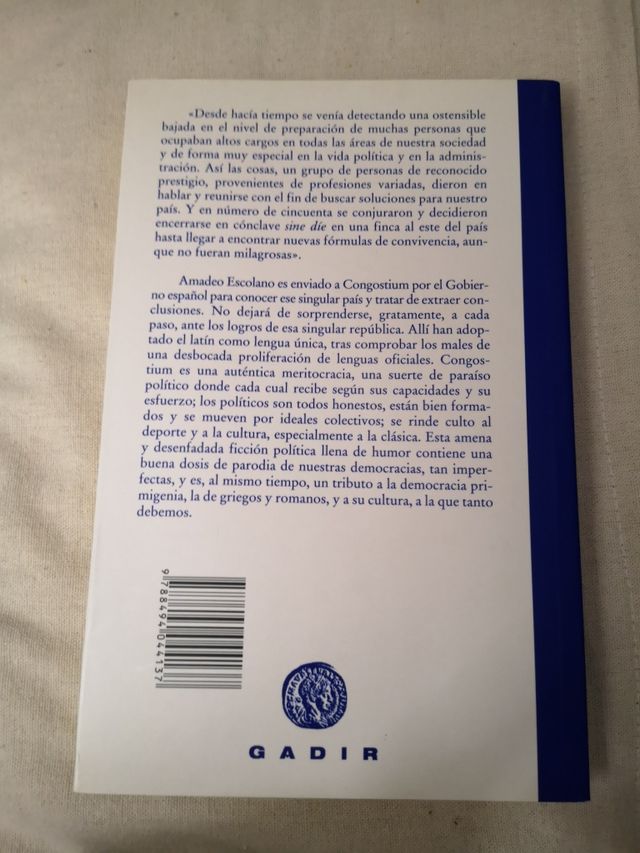 «Desde hacía tiempo se venía detectando una ostensible
bajada en el nivel de preparación de muchas personas que
ocupaban altos cargos en todas las áreas de nuestra sociedad
y de forma muy especial en la vida política y en la adminis-
tración. Así las cosas, un grupo de personas de reconocido
prestigio, provenientes de profesiones variadas, dieron en
hablar y reunirse con el fin de buscar soluciones para nuestro
país. Y en número de cincuenta se conjuraron y decidieron
encerrarse en cónclave sine díe en una finca al este del país
hasta llegar a encontrar nuevas fórmulas de convivencia, aun-
que no fueran milagrosas».
Amadeo Escolano es enviado a Congostium por el Gobier-
no español para conocer ese singular país y tratar de extraer con-
clusiones. No dejará de sorprenderse, gratamente, a cada
paso, ante los logros de esa singular república. Allí han adop-
tado el latín como lengua única, tras comprobar los males de
una desbocada proliferación de lenguas oficiales. Congos-
tium es una auténtica meritocracia, una suerte de paraíso
político donde cada cual recibe según sus capacidades y su
esfuerzo; los políticos son todos honestos, están bien forma-
dos y se mueven por ideales colectivos; se rinde culto al
deporte y a la cultura, especialmente a la clásica. Esta amena
y desenfadada ficción política llena de humor contiene una
buena dosis de parodia de nuestras democracias, tan imper-
fectas, y es, al mismo tiempo, un tributo a la democracia pri-
migenia, la de griegos y romanos, y a su cultura, a la que tanto
debemos.
9 788494 044137
GADIR